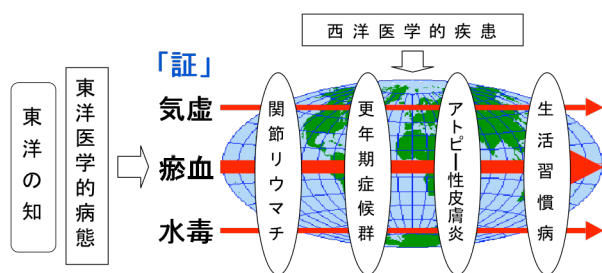 西洋医学的疾患
「証」
東洋の知
東洋医学的病態
気虚
瘀血
水毒
関節リウマチ
更年期症候群
アトピー性皮膚炎
生活習慣病